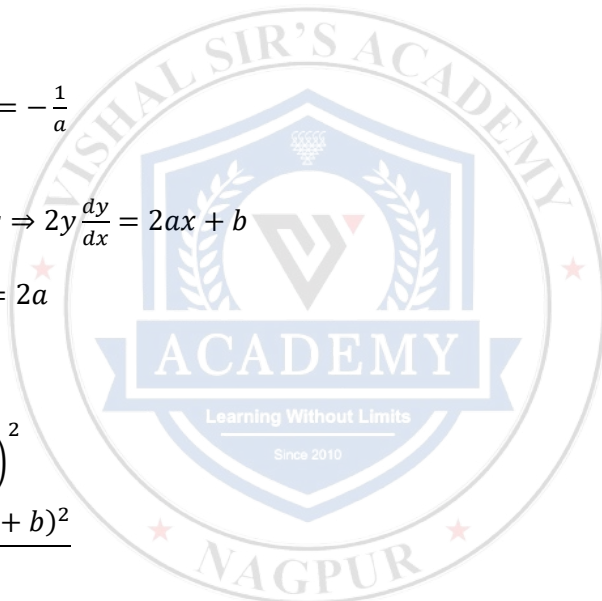 VISHAL SIR'S ACADEMY
= −1/a
⇒ 2y dy/dx = 2ax + b
= 2a
ACADEMY
Learning Without Limits
Since 2010
)²
+ b)²
NAGPUR